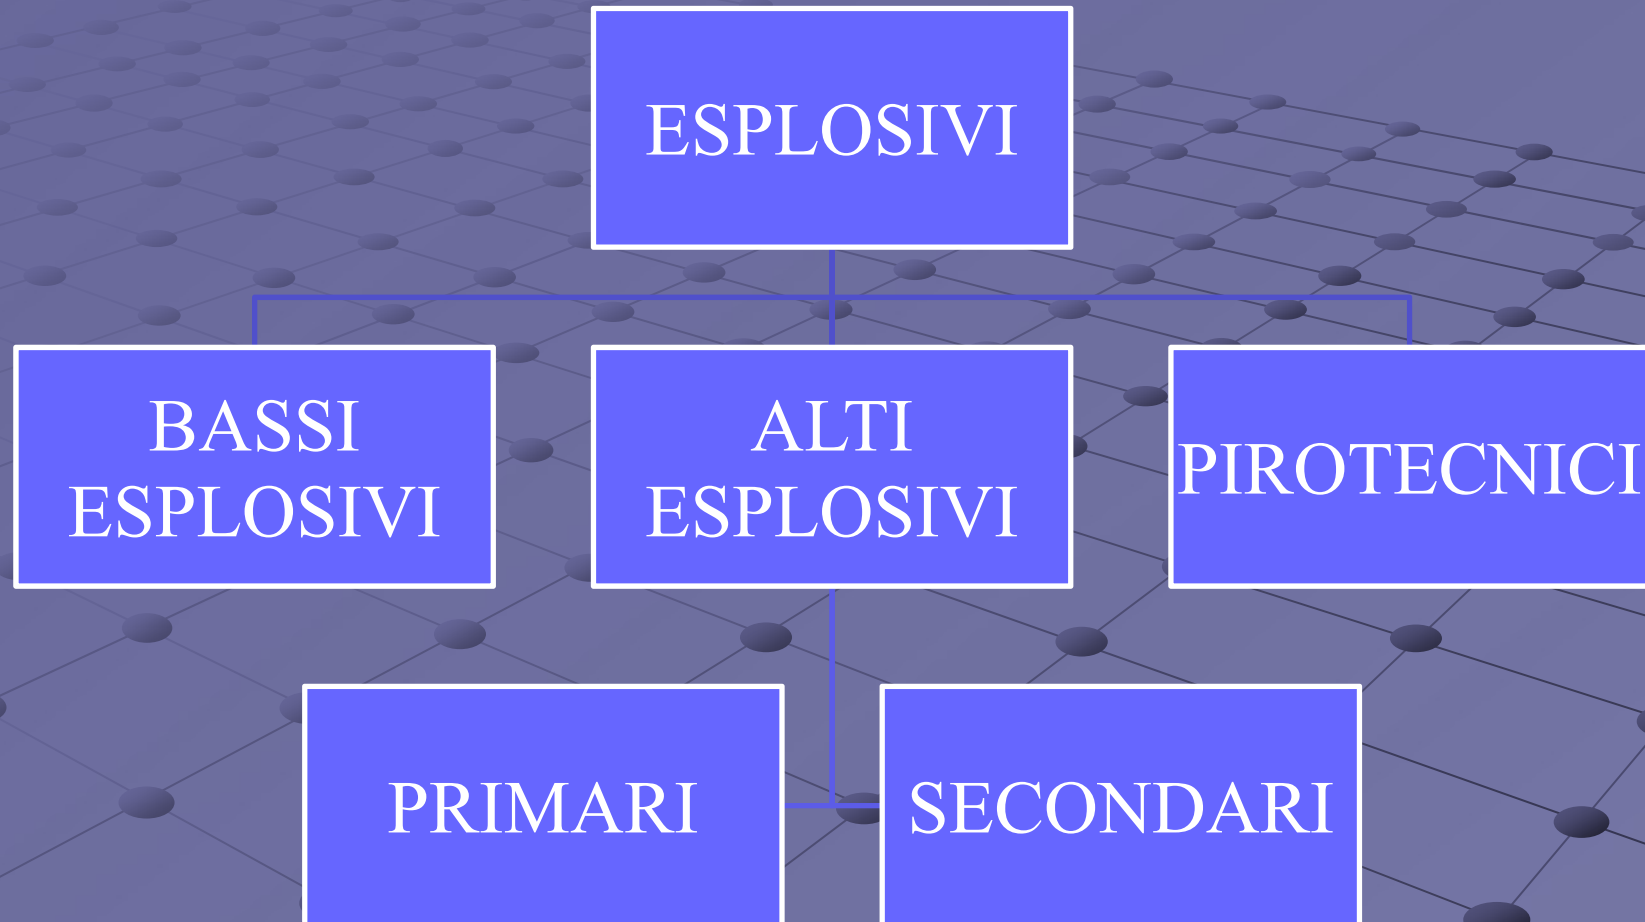 ESPLOSIVI
BASSI
ESPLOSIVI
ALTI
ESPLOSIVI
PIROTECNICI
PRIMARI
SECONDARI